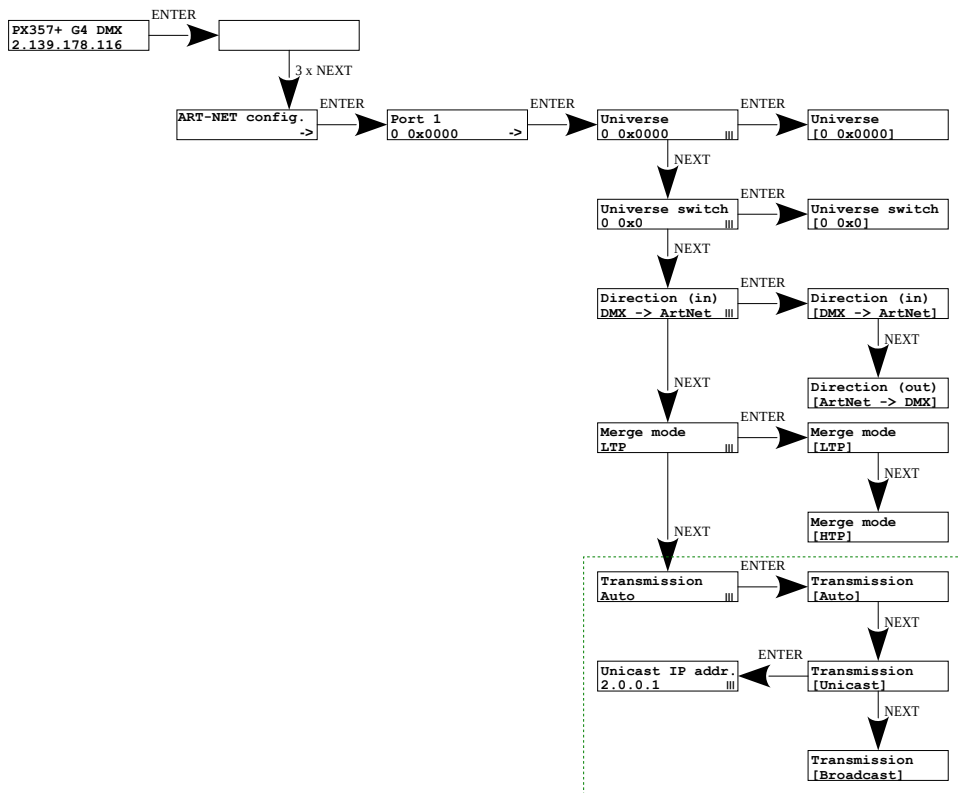 ENTER
PX357+ G4 DMX
2.139.178.116
3 x NEXT
ENTER
ENTER
ENTER
ART-NET config.
->
Port 1
0 0x0000 ->
Universe
0 0x0000
Universe
[0 0x0000]
NEXT
ENTER
Universe switch
0 0x0
Universe switch
[0 0x0]
NEXT
ENTER
Direction (in)
DMX -> ArtNet
Direction (in)
[DMX -> ArtNet]
NEXT
NEXT
Direction (out)
[ArtNet -> DMX]
ENTER
Merge mode
LTP
Merge mode
[LTP]
NEXT
Merge mode
[HTP]
NEXT
ENTER
Transmission
Auto
Transmission
[Auto]
NEXT
ENTER
Unicast IP addr.
2.0.0.1
Transmission
[Unicast]
NEXT
Transmission
[Broadcast]